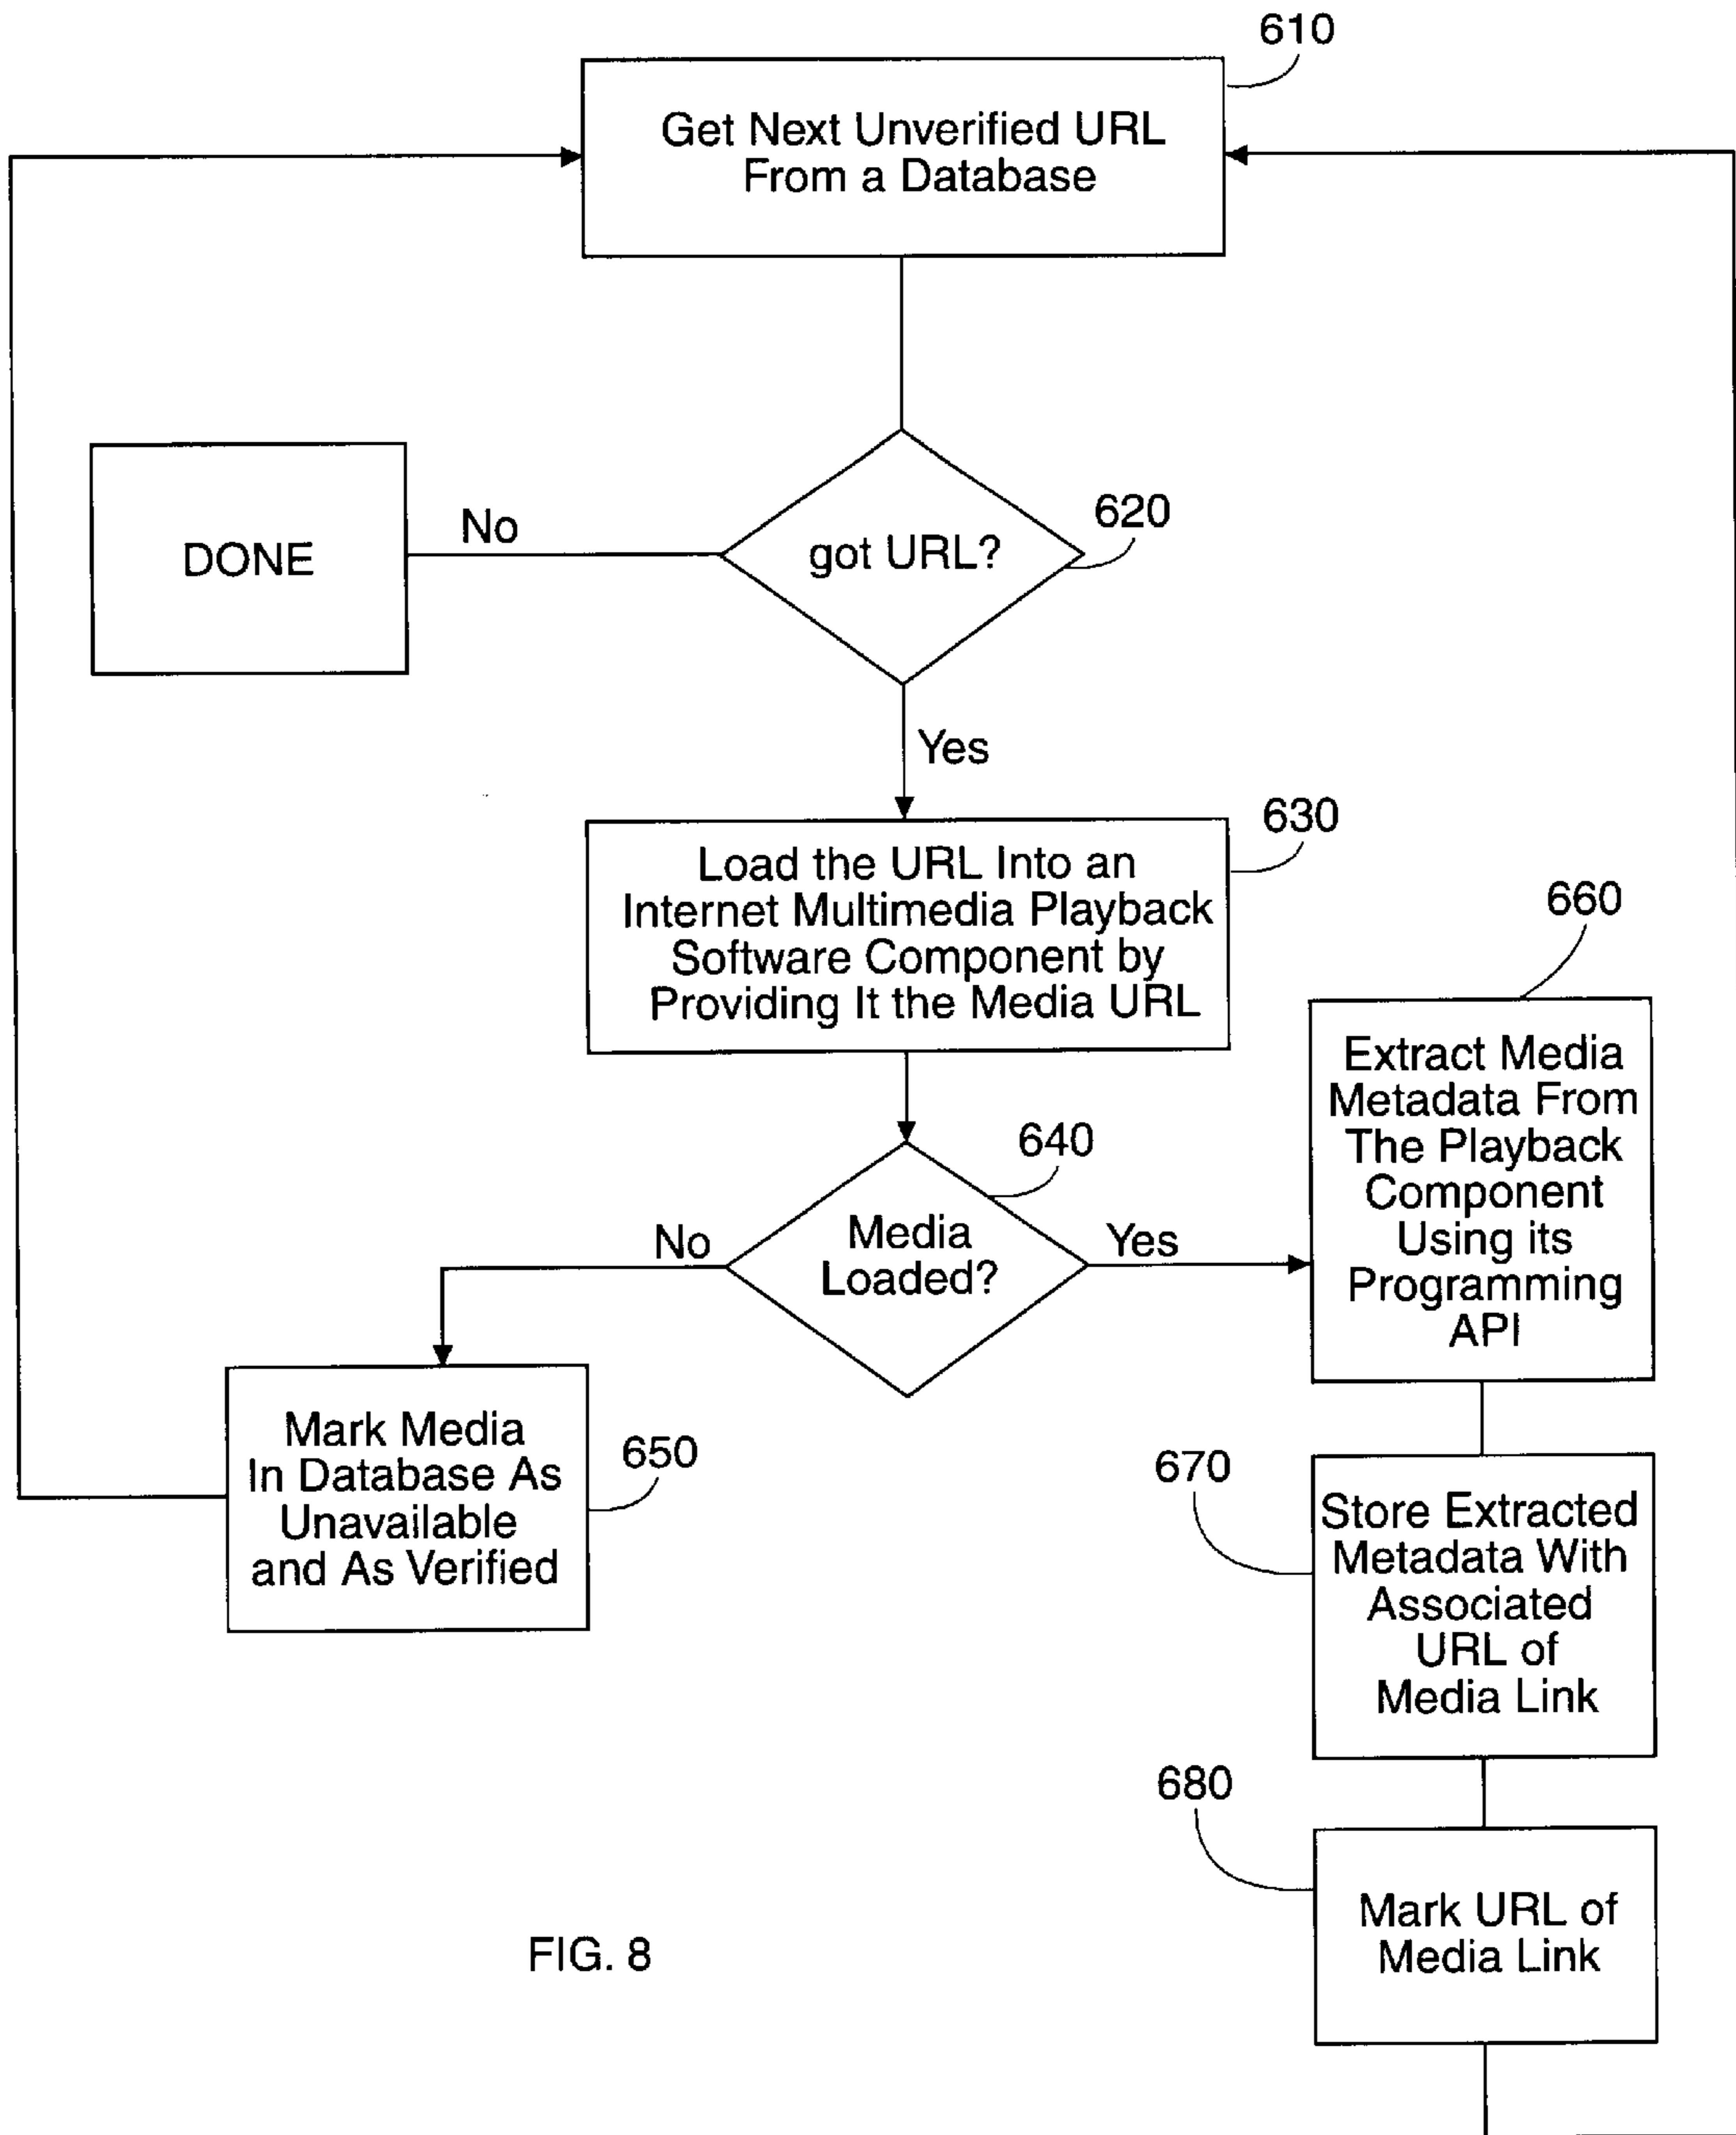 610
Get Next Unverified URL
From a Database
DONE
No
got URL?
620
Yes
630
Load the URL Into an
Internet Multimedia Playback
Software Component by
Providing It the Media URL
640
No
Media
Loaded?
Yes
660
Extract Media
Metadata From
The Playback
Component
Using its
Programming
API
Mark Media
In Database As
Unavailable
and As Verified
650
670
Store Extracted
Metadata With
Associated
URL of
Media Link
680
Mark URL of
Media Link
FIG. 8